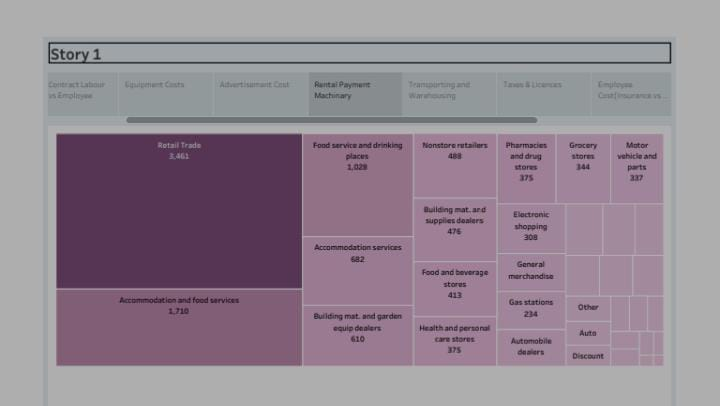 Story 1
Contract Labour
vs Employee
Equipment Costs
Advertisement Cost
Rental Payment
Machinary
Transporting and
Warehousing
Taxes & Licences
Employee
Cost(Insurance vs ...
Retail Trade
3,461
Accommodation and food services
1,710
Food service and drinking
places
1,028
Accommodation services
682
Building mat. and garden
equip dealers
610
Nonstore retailers
488
Building mat. and
supplies dealers
476
Food and beverage
stores
413
Health and personal
care stores
375
Pharmacies
and drug
stores
375
Grocery
stores
344
Motor
vehicle and
parts
337
Electronic
shopping
308
General
merchandise
Gas stations
234
Automobile
dealers
Other
Auto
Discount